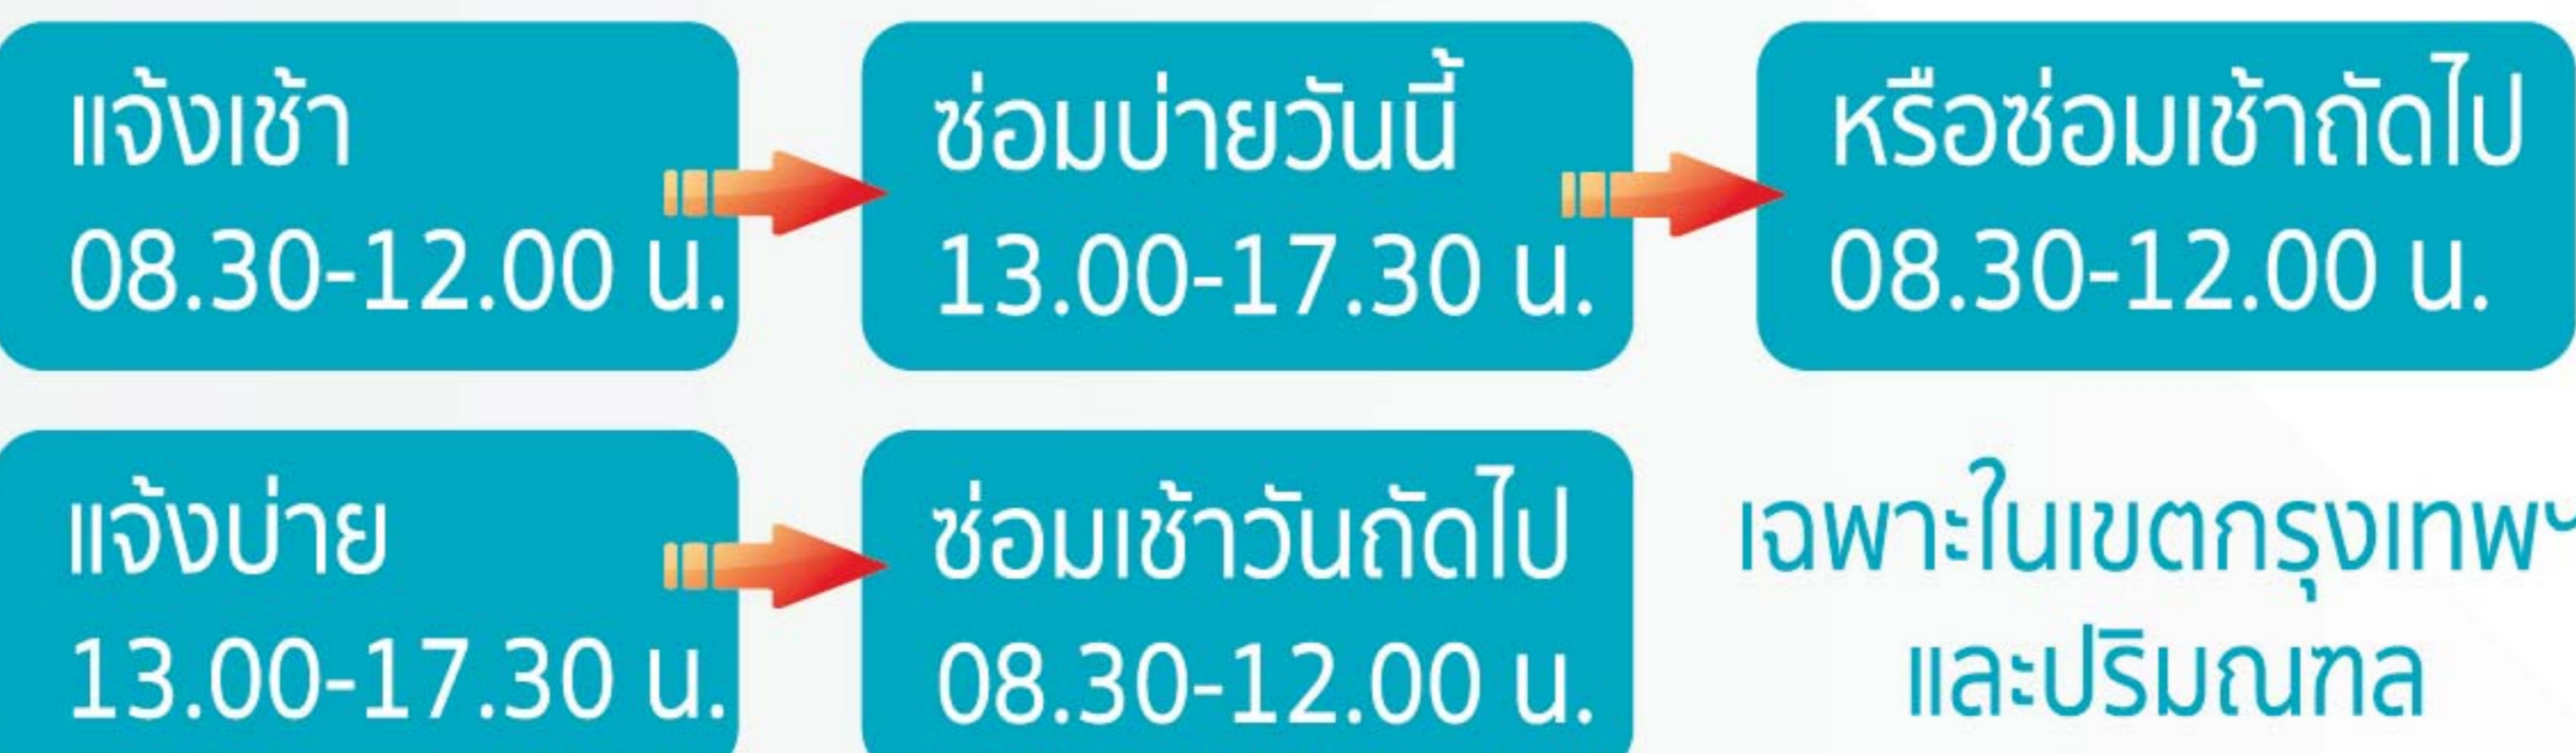 แจ้งเช้า
08.30-12.00 น.
ซ่อมบ่ายวันนี้
13.00-17.30 น.
หรือซ่อมเช้าถัดไป
08.30-12.00 น.
แจ้งบ่าย
13.00-17.30 น.
ซ่อมเช้าวันถัดไป
08.30-12.00 น.
เฉพาะในเขตกรุงเทพฯ
และปริมณฑล